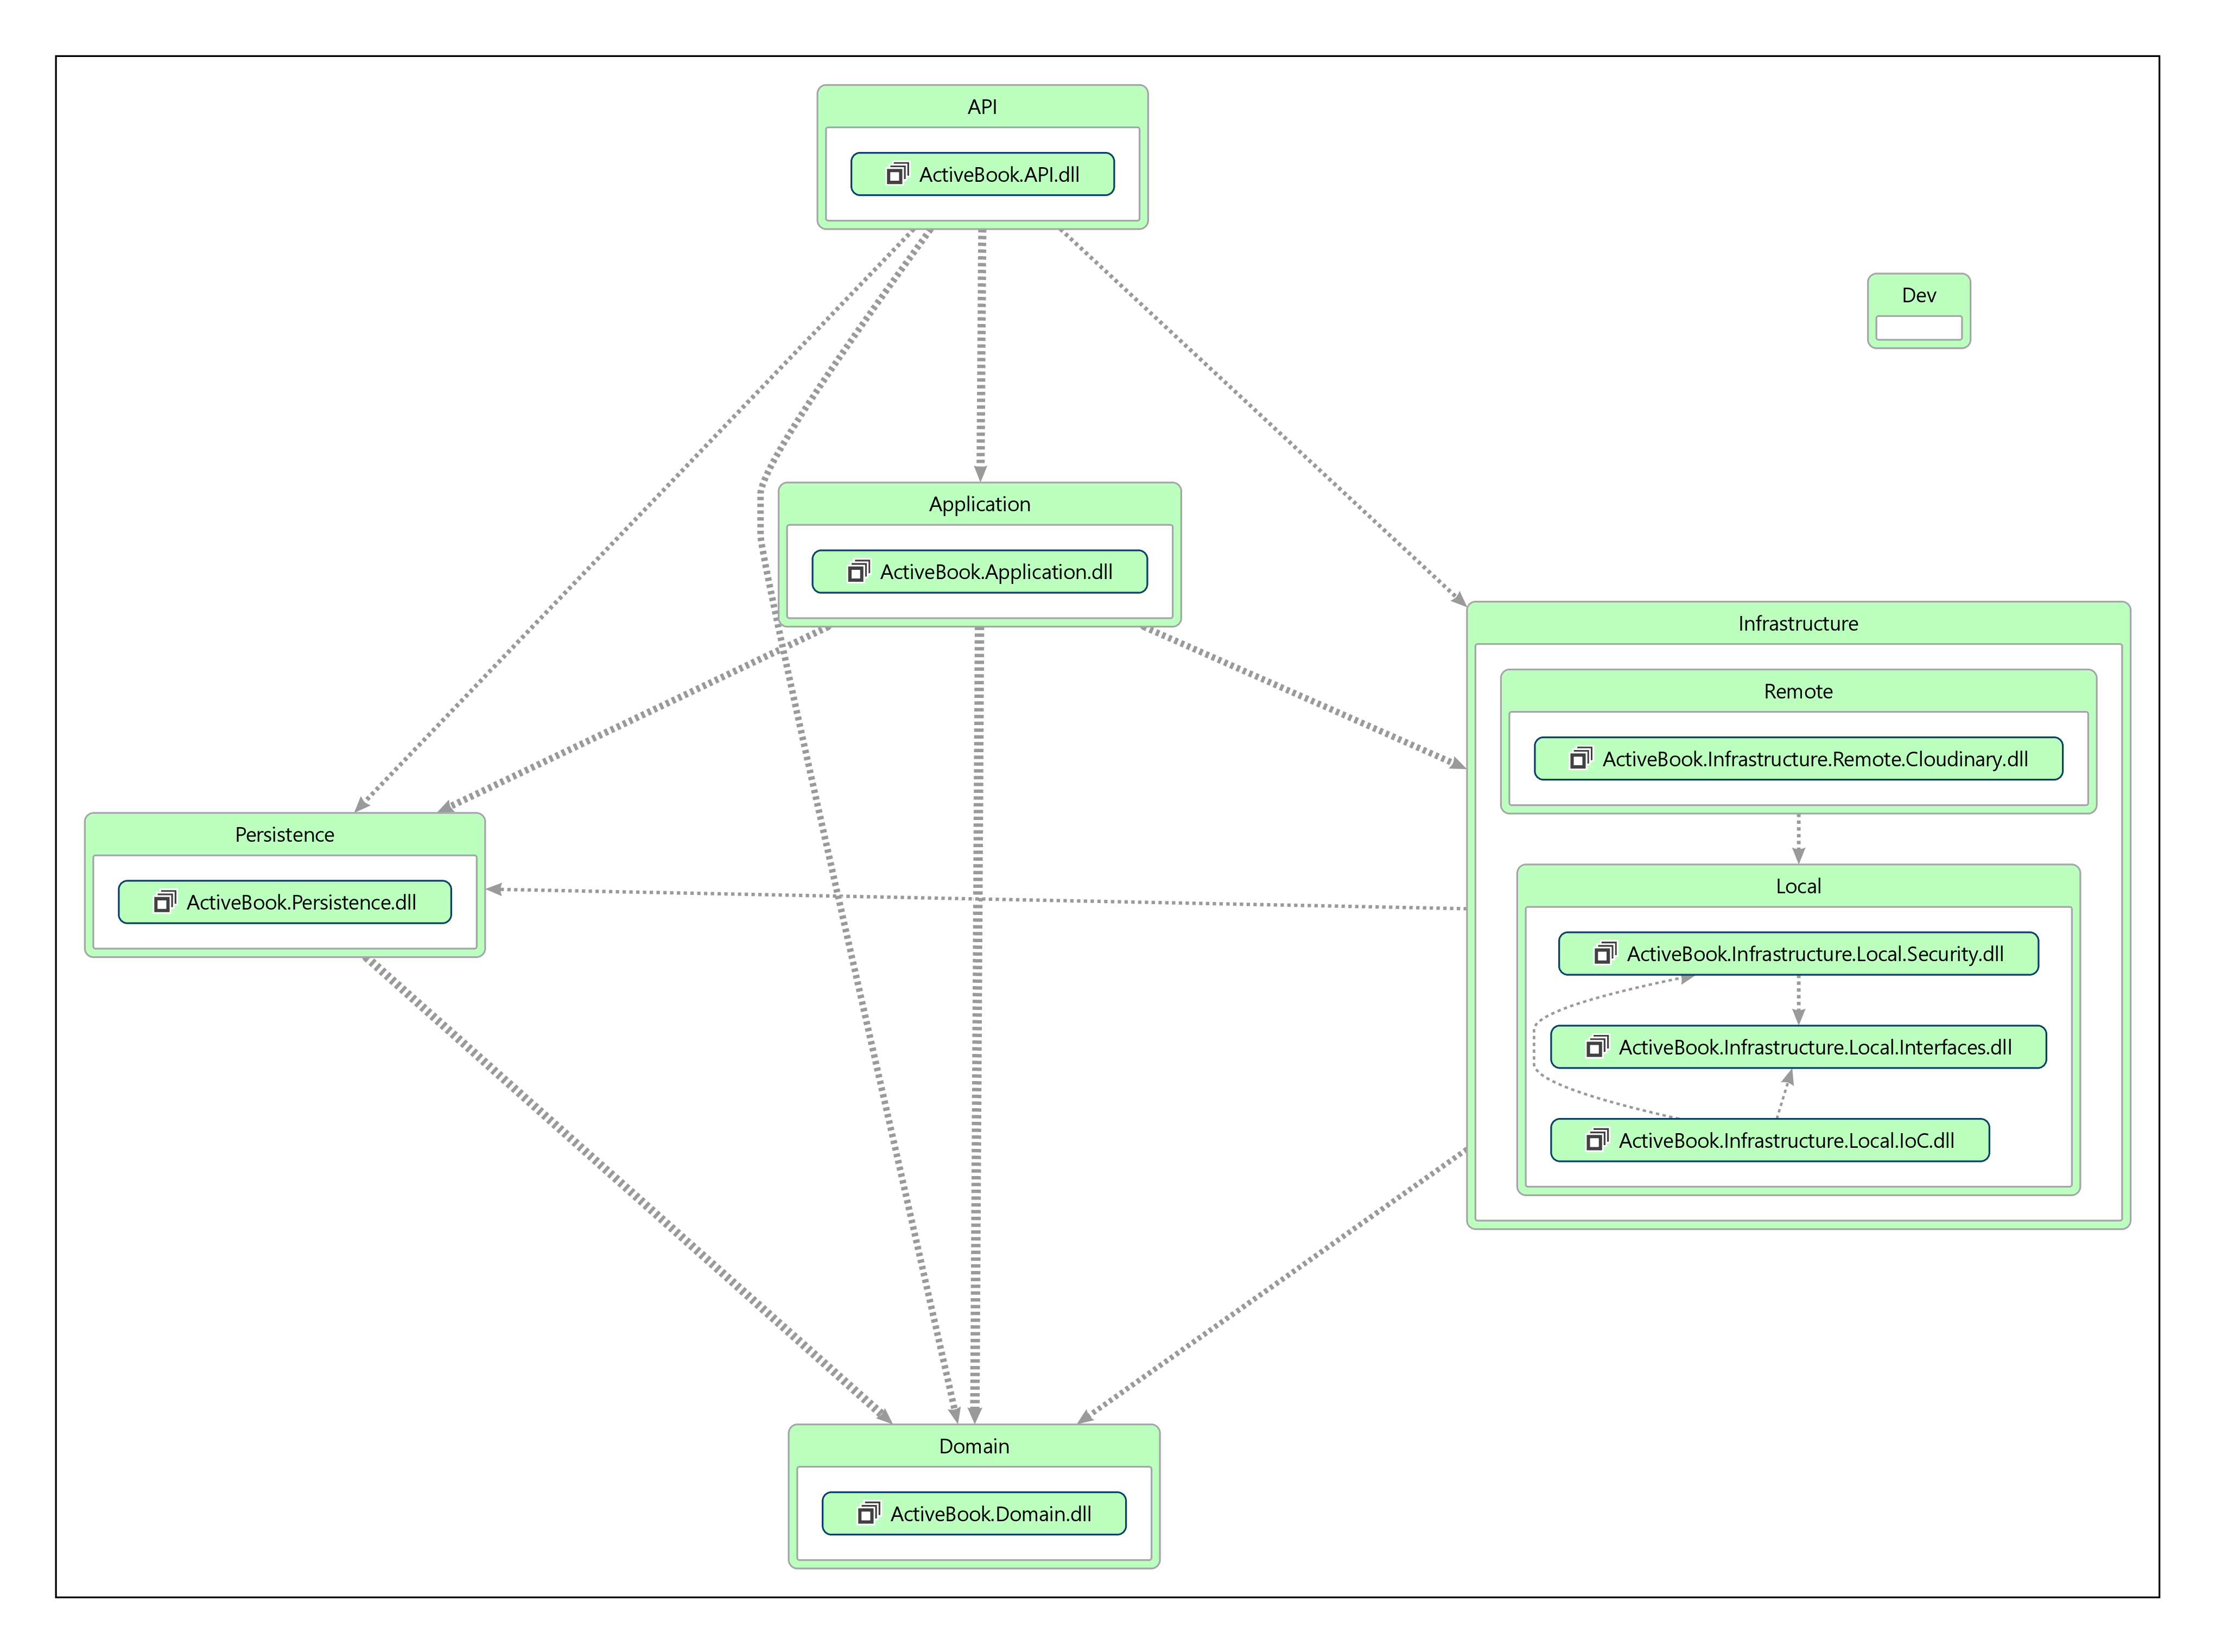 API
ActiveBook.API.dll
Dev
Application
ActiveBook.Application.dll
Infrastructure
Remote
ActiveBook.Infrastructure.Remote.Cloudinary.dll
Persistence
ActiveBook.Persistence.dll
Local
ActiveBook.Infrastructure.Local.Security.dll
ActiveBook.Infrastructure.Local.Interfaces.dll
ActiveBook.Infrastructure.Local.IoC.dll
Domain
ActiveBook.Domain.dll